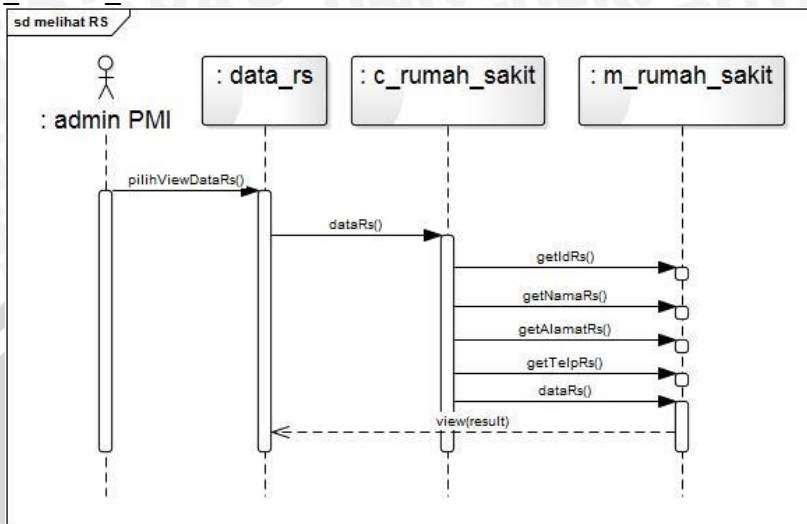 sd melihat RS
: admin PMI
: data_rs
: c_rumah_sakit
: m_rumah_sakit
pilihViewDataRs()
dataRs()
getIdRs()
getNamaRs()
getAlamatRs()
getTelpRs()
dataRs()
view(result)